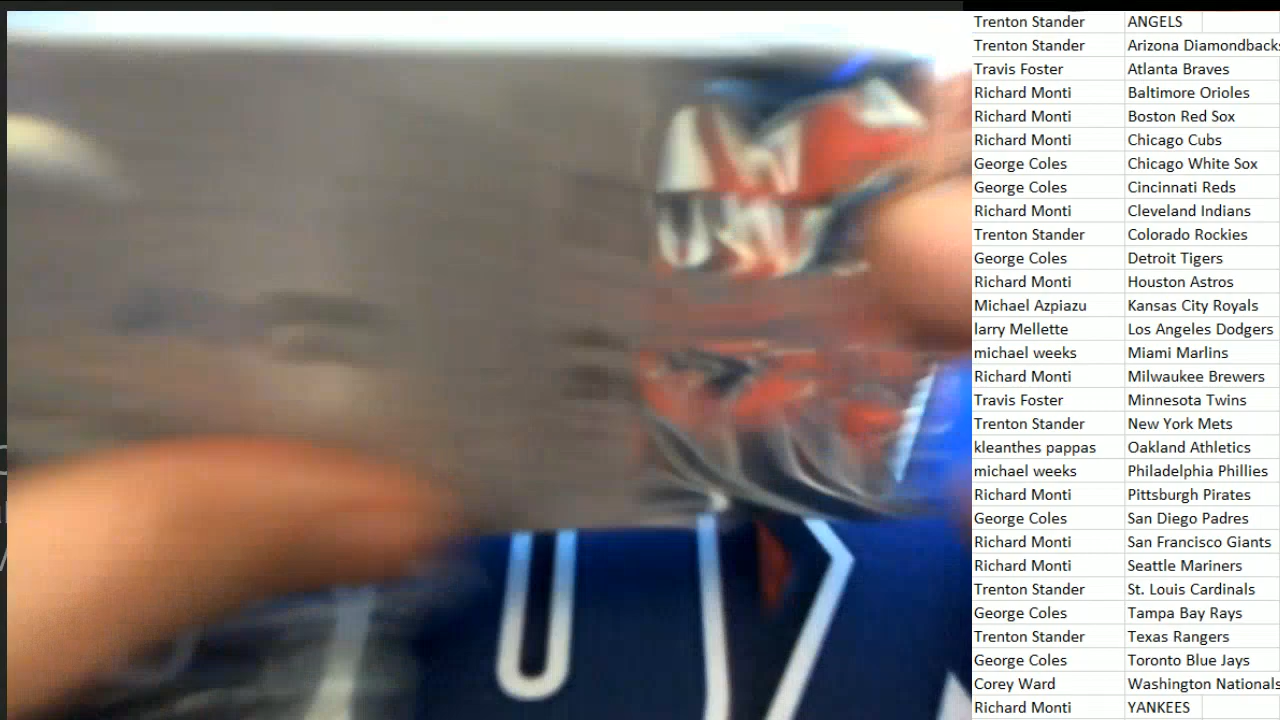 Trenton Stander ANGELS
Trenton Stander Arizona Diamondbacks
Travis Foster Atlanta Braves
Richard Monti Baltimore Orioles
Richard Monti Boston Red Sox
Richard Monti Chicago Cubs
George Coles Chicago White Sox
George Coles Cincinnati Reds
Richard Monti Cleveland Indians
Trenton Stander Colorado Rockies
George Coles Detroit Tigers
Richard Monti Houston Astros
Michael Azpiazu Kansas City Royals
larry Mellette Los Angeles Dodgers
michael weeks Miami Marlins
Richard Monti Milwaukee Brewers
Travis Foster Minnesota Twins
Trenton Stander New York Mets
kleanthes pappas Oakland Athletics
michael weeks Philadelphia Phillies
Richard Monti Pittsburgh Pirates
George Coles San Diego Padres
Richard Monti San Francisco Giants
Richard Monti Seattle Mariners
Trenton Stander St. Louis Cardinals
George Coles Tampa Bay Rays
Trenton Stander Texas Rangers
George Coles Toronto Blue Jays
Corey Ward Washington Nationals
Richard Monti YANKEES